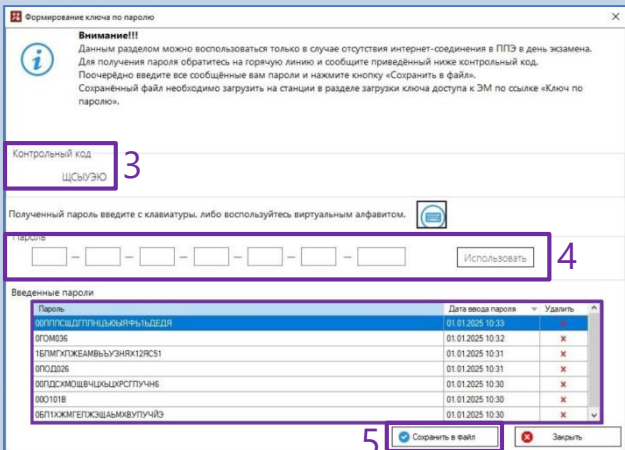 Формирование ключа по паролю
Внимание!!!
Данным разделом можно воспользоваться только в случае отсутствия интернет-соединения в ППЭ в день экзамена.
Для получения пароля обратитесь на горячую линию и сообщите приведённый ниже контрольный код.
Поочерёдно введите все сообщённые вам пароли и нажмите кнопку «Сохранить в файл».
Сохранённый файл необходимо загрузить на станции в разделе загрузки ключа доступа к ЭМ по ссылке «Ключ по
паролю».
Контрольный код
ЩСЫУЭЮ
3
Полученный пароль введите с клавиатуры, либо воспользуйтесь виртуальным алфавитом.
Пароль
– – – – – –
Использовать
4
Введенные пароли
Пароль Дата ввода пароля Удалить
01.01.2025 10:33
0ГОМ036 01.01.2025 10:32
01.01.2025 10:31
0ПОД026 01.01.2025 10:31
01.01.2025 10:30
01.01.2025 10:30
01.01.2025 10:30
5 Сохранить в файл Закрыть